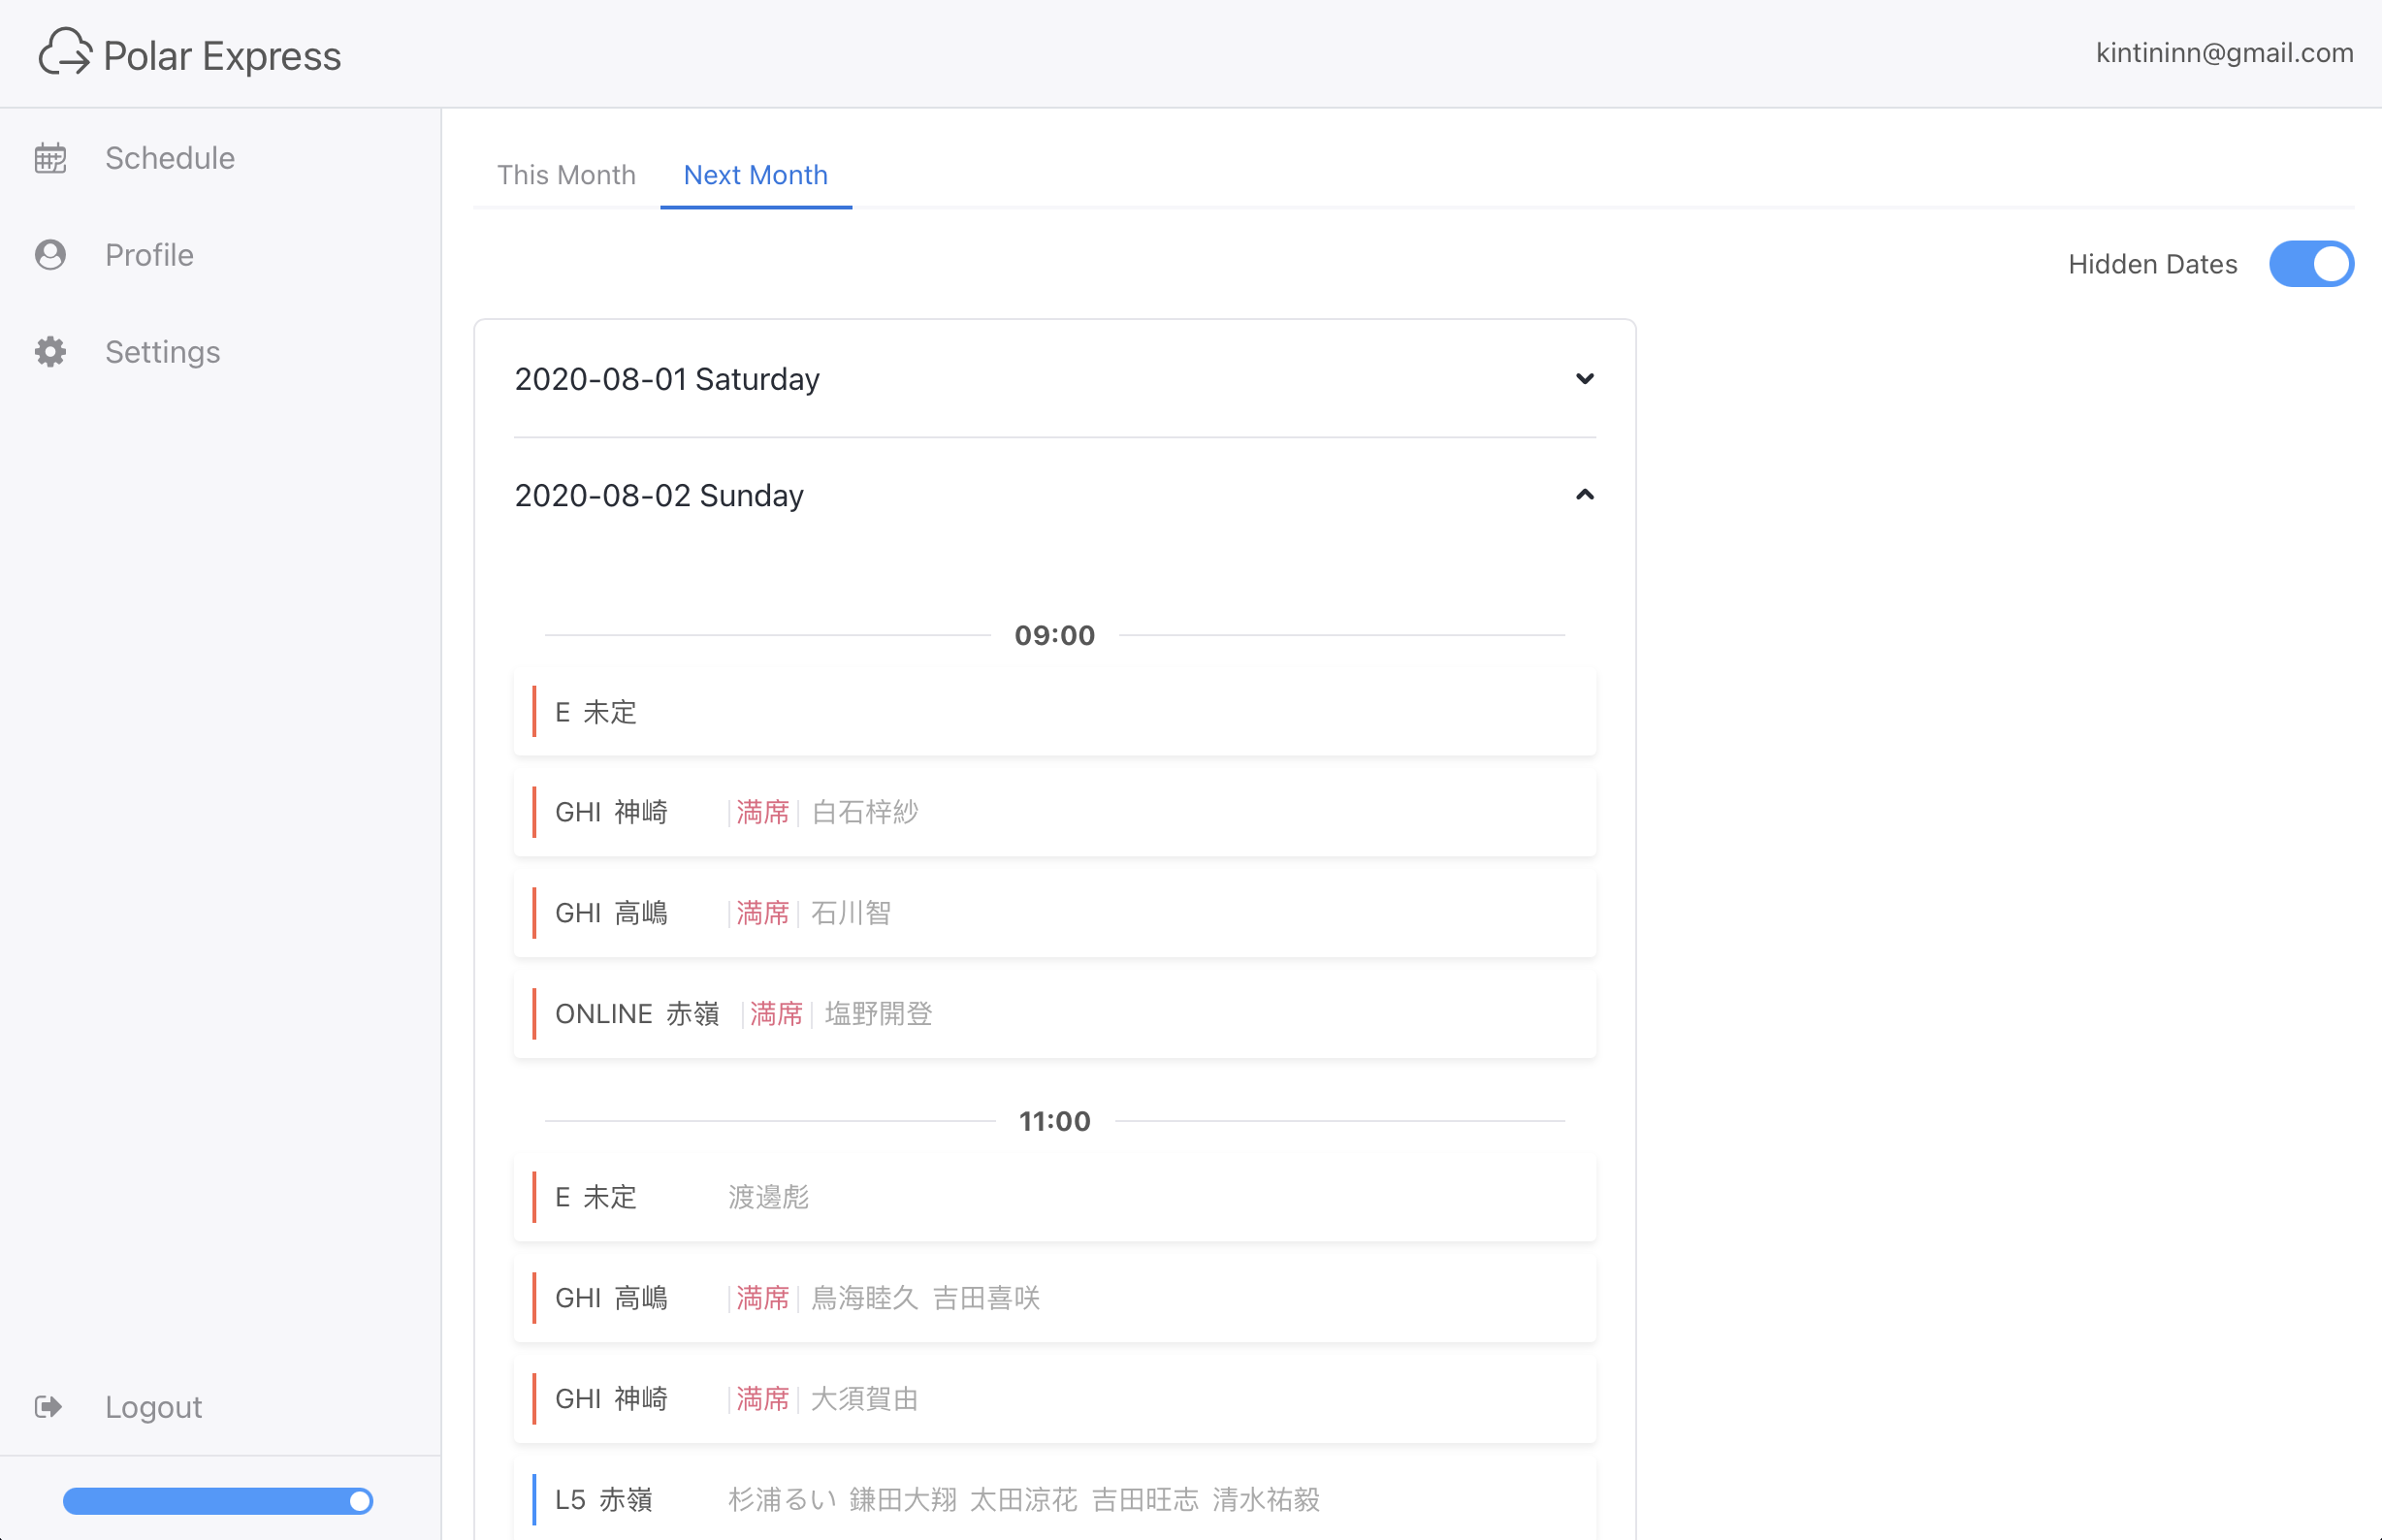 Polar Express
kintininn@gmail.com
Schedule
Profile
Settings
Logout
This Month Next Month
Hidden Dates
2020-08-01 Saturday
2020-08-02 Sunday
09:00
E 未定
GHI 神崎 |満席| 白石梓紗
GHI 高嶋 |満席| 石川智
ONLINE 赤嶺 |満席| 塩野開登
11:00
E 未定 渡邊彪
GHI 高嶋 |満席| 鳥海睦久 吉田喜咲
GHI 神崎 |満席| 大須賀由
L5 赤嶺 杉浦るい 鎌田大翔 太田涼花 吉田旺志 清水祐毅